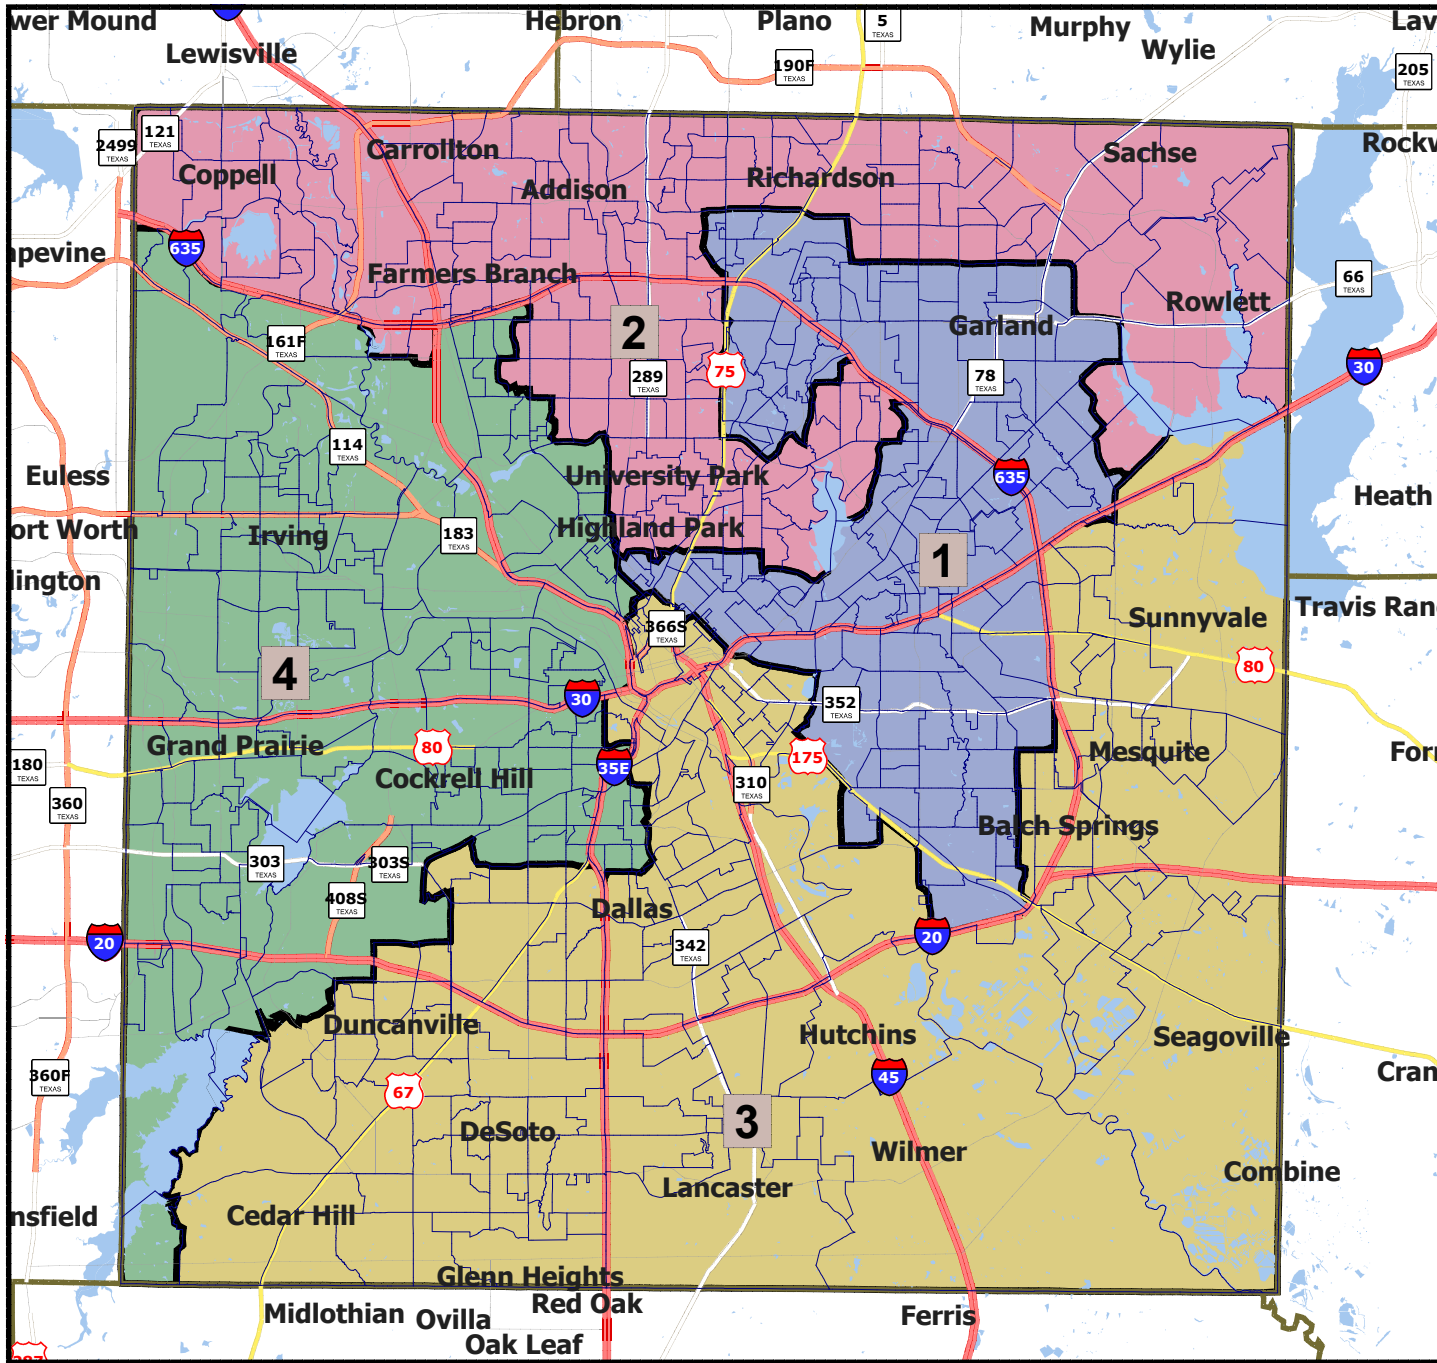 wer Mound
Hebron
Plano
5
TEXAS
Murphy
Lav
Lewisville
Wylie
190F
TEXAS
205
TEXAS
121
TEXAS
2499
TEXAS
Carrollton
Sachse
Rockw
Coppell
Addison
Richardson
635
apevine
Farmers Branch
66
TEXAS
Rowlett
2
Garland
161F
TEXAS
289
TEXAS
75
78
TEXAS
30
114
TEXAS
Euless
University Park
635
Heath
ort Worth
Irving
183
TEXAS
Highland Park
1
lington
Travis Ran
366S
TEXAS
Sunnyvale
4
80
30
352
TEXAS
Grand Prairie
80
175
Mesquite
Forn
180
TEXAS
Cockrell Hill
35E
310
TEXAS
360
TEXAS
Balch Springs
303
TEXAS
303S
TEXAS
408S
TEXAS
Dallas
20
342
TEXAS
20
Duncanville
Hutchins
Seagoville
360F
TEXAS
45
Cran
67
3
DeSoto
Wilmer
Combine
Lancaster
nsfield
Cedar Hill
Glenn Heights
Red Oak
Midlothian
Ovilla
Ferris
Oak Leaf
287